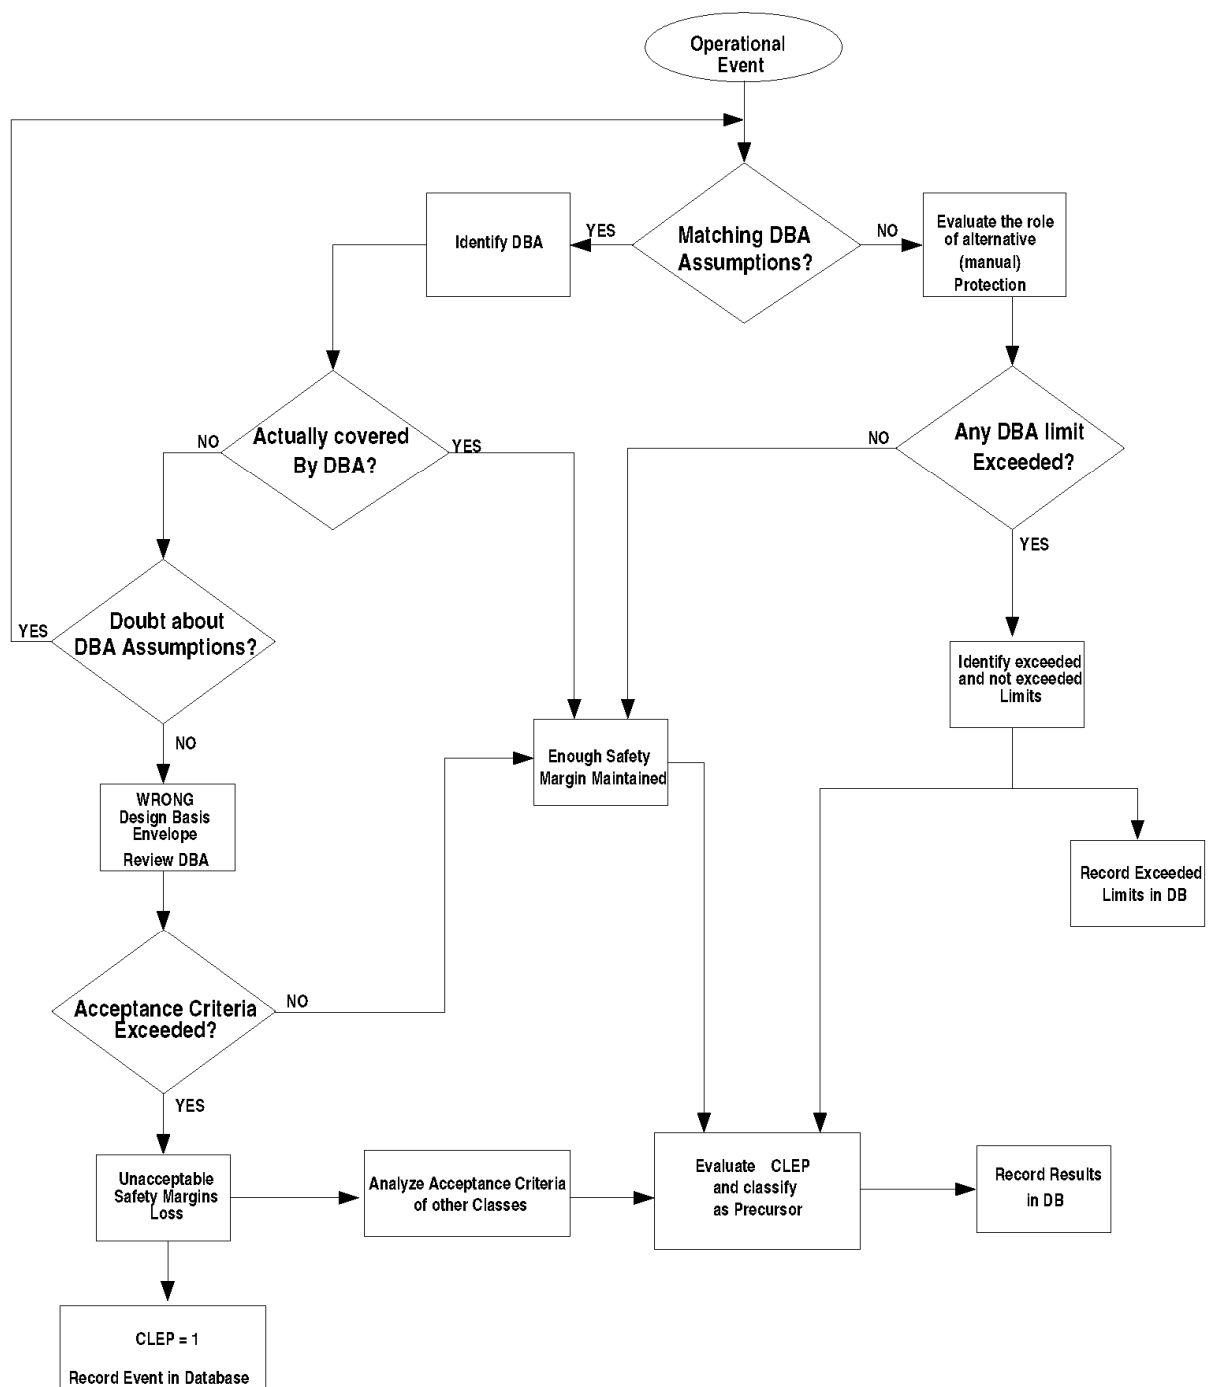 Operational
Event
Matching DBA
Assumptions?
YES
NO
Identify DBA
Evaluate the role
of alternative
(manual)
Protection
Actually covered
By DBA?
NO
YES
Any DBA limit
Exceeded?
NO
YES
Doubt about
DBA Assumptions?
YES
NO
Identify exceeded
and not exceeded
Limits
Enough Safety
Margin Maintained
WRONG
Design Basis
Envelope
Review DBA
Record Exceeded
Limits in DB
Acceptance Criteria
Exceeded?
NO
YES
Unacceptable
Safety Margins
Loss
Analyze Acceptance Criteria
of other Classes
Evaluate CLEP
and classify
as Precursor
Record Results
in DB
CLEP = 1
Record Event in Database